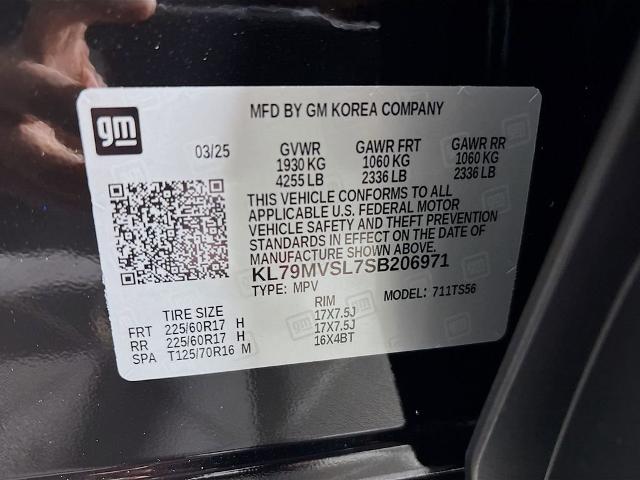 gm
MFD BY GM KOREA COMPANY
03/25 GVWR GAWR FRT GAWR RR
1930 KG 1060 KG 1060 KG
4255 LB 2336 LB 2336 LB
THIS VEHICLE CONFORMS TO ALL
APPLICABLE U.S. FEDERAL MOTOR
VEHICLE SAFETY AND THEFT PREVENTION
STANDARDS IN EFFECT ON THE DATE OF
MANUFACTURE SHOWN ABOVE.
KL79MVSL7SB206971
TYPE: MPV MODEL: 711TS56
TIRE SIZE RIM
FRT 225/60R17 H 17X7.5J
RR 225/60R17 H 17X7.5J
SPA T125/70R16 M 16X4BT